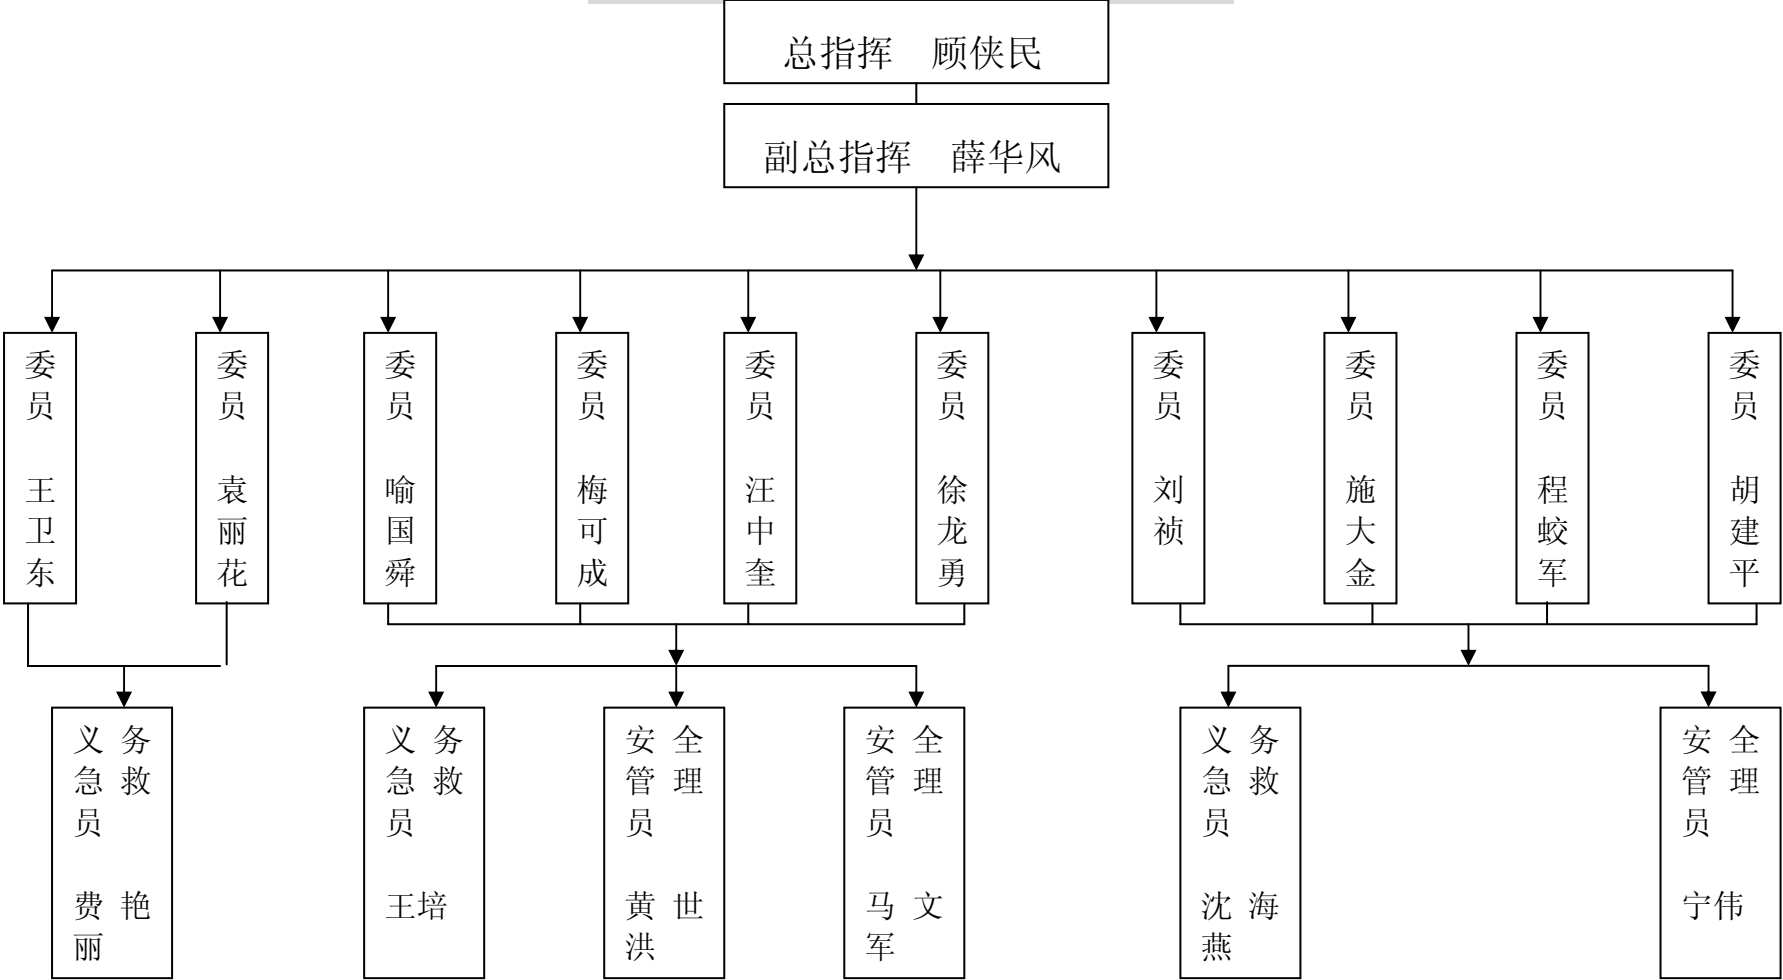 总指挥　顾侠民
副总指挥　薛华风
委
员
王
卫
东
委
员
袁
丽
花
委
员
喻
国
舜
委
员
梅
可
成
委
员
汪
中
奎
委
员
徐
龙
勇
委
员
刘
祯
委
员
施
大
金
委
员
程
蛟
军
委
员
胡
建
平
义 务
急 救
员
费 艳
丽
义 务
急 救
员
王培
安 全
管 理
员
黄 世
洪
安 全
管 理
员
马 文
军
义 务
急 救
员
沈 海
燕
安 全
管 理
员
宁伟